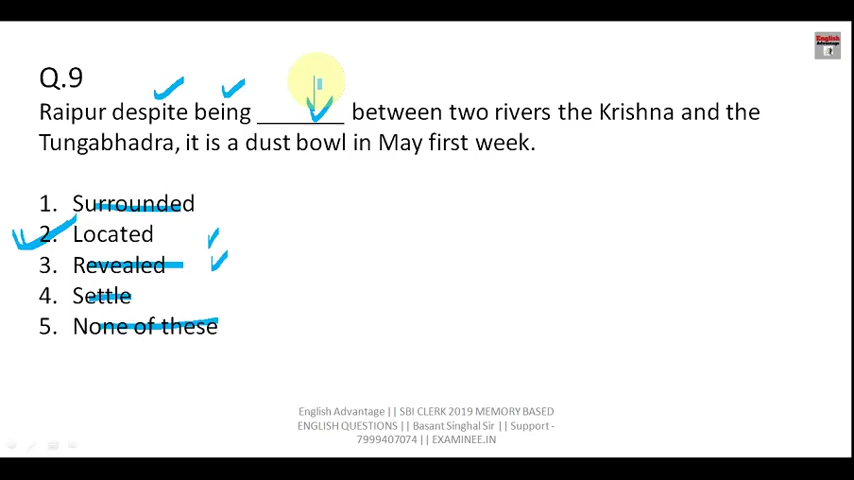 English
Advantage
Q.9
Raipur despite being ________ between two rivers the Krishna and the
Tungabhadra, it is a dust bowl in May first week.
1. Surrounded
2. Located
3. Revealed
4. Settle
5. None of these
English Advantage || SBI CLERK 2019 MEMORY BASED
ENGLISH QUESTIONS || Basant Singhal Sir || Support -
7999407074 || EXAMINEE.IN